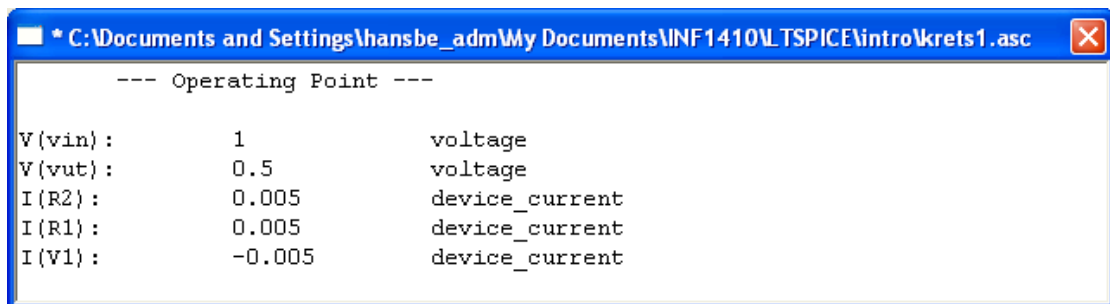 * C:\Documents and Settings\hansbe_adm\My Documents\INF1410\LTSPICE\intro\krets1.asc
--- Operating Point ---
V(vin): 1 voltage
V(vut): 0.5 voltage
I(R2): 0.005 device_current
I(R1): 0.005 device_current
I(V1): -0.005 device_current